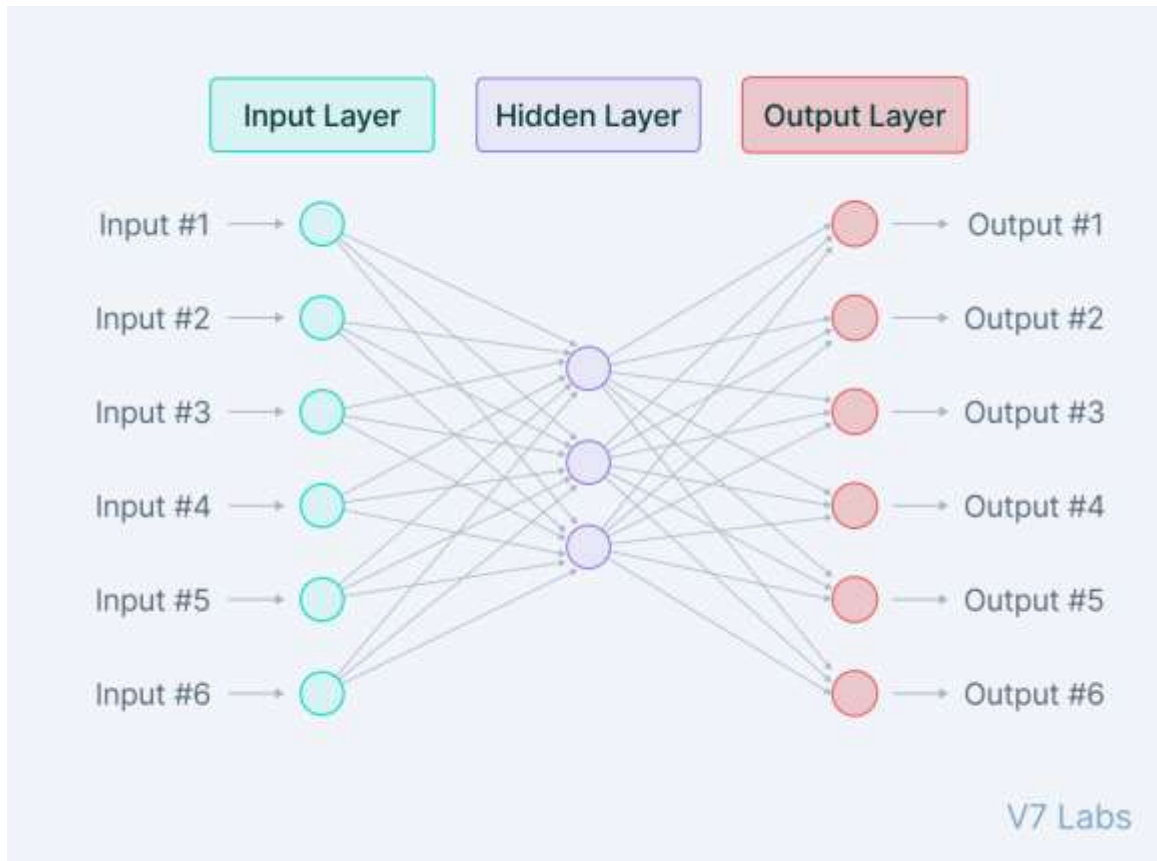 Input Layer Hidden Layer Output Layer
Input #1 Output #1
Input #2 Output #2
Input #3 Output #3
Input #4 Output #4
Input #5 Output #5
Input #6 Output #6
V7 Labs